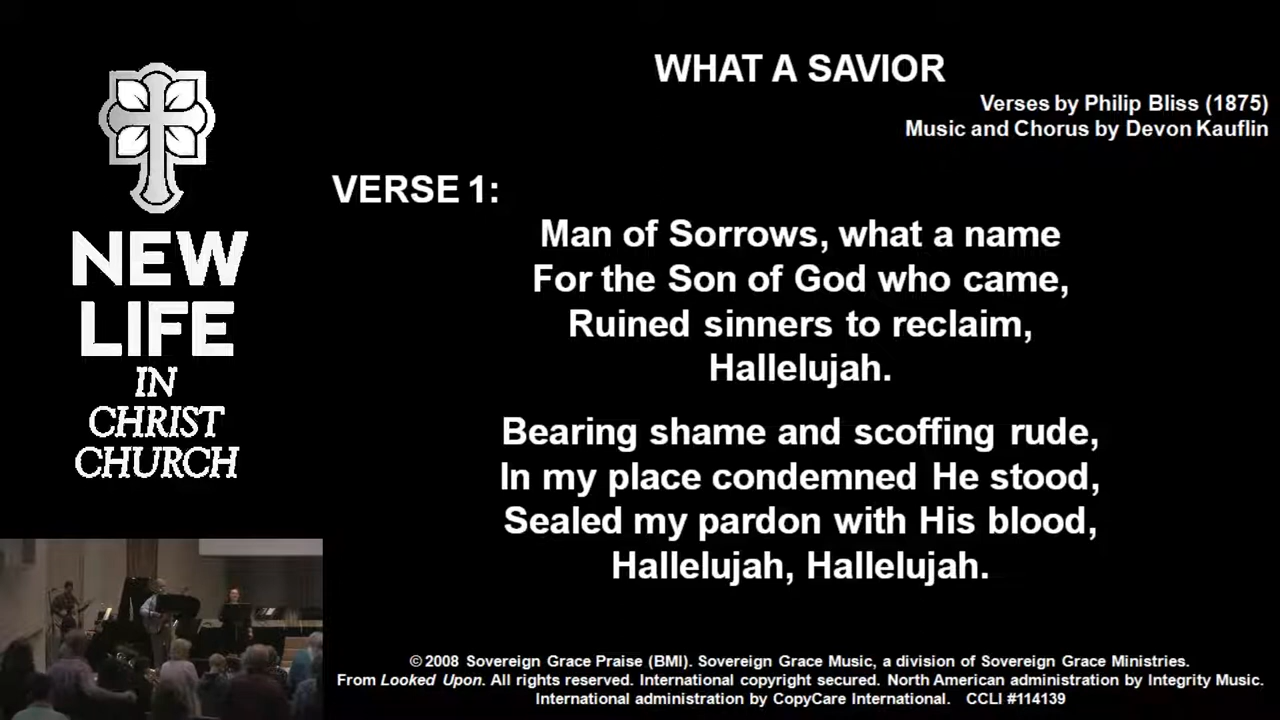 NEW
LIFE
IN
CHRIST
CHURCH
WHAT A SAVIOR
Verses by Philip Bliss (1875)
Music and Chorus by Devon Kauflin
VERSE 1:
Man of Sorrows, what a name
For the Son of God who came,
Ruined sinners to reclaim,
Hallelujah.
Bearing shame and scoffing rude,
In my place condemned He stood,
Sealed my pardon with His blood,
Hallelujah, Hallelujah.
© 2008 Sovereign Grace Praise (BMI). Sovereign Grace Music, a division of Sovereign Grace Ministries.
From Looked Upon. All rights reserved. International copyright secured. North American administration by Integrity Music.
International administration by CopyCare International. CCLI #114139